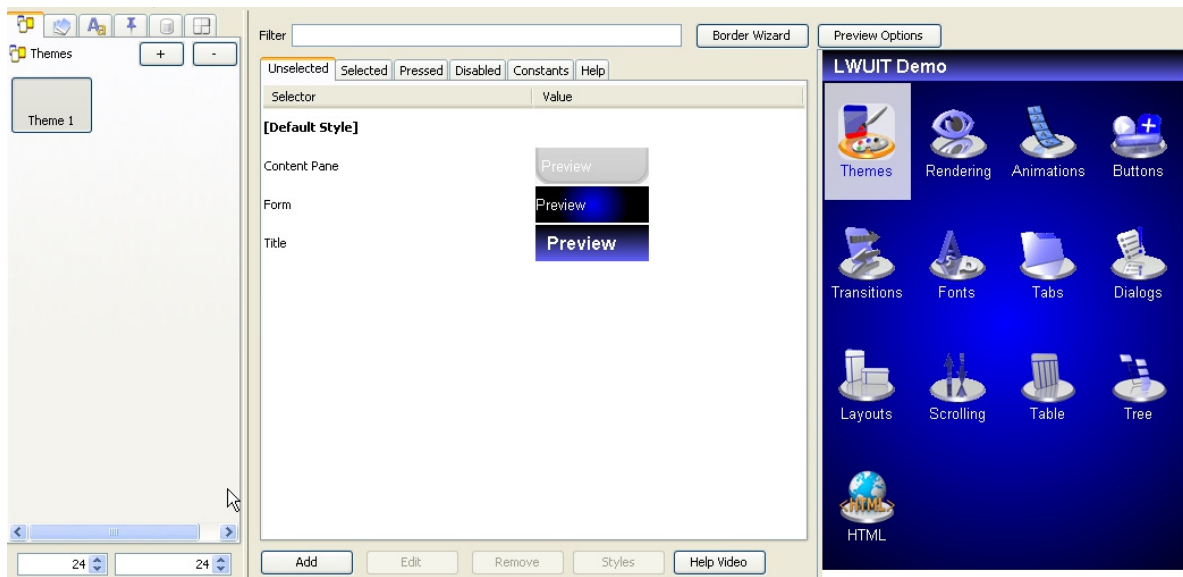 Themes
+ -
Theme 1
24 24
Filter Border Wizard
Unselected Selected Pressed Disabled Constants Help
Selector Value
[Default Style]
Content Pane Preview
Form Preview
Title Preview
Add Edit Remove Styles Help Video
Preview Options
LWUIT Demo
Themes Rendering Animations Buttons
Transitions Fonts Tabs Dialogs
Layouts Scrolling Table Tree
HTML
HTML